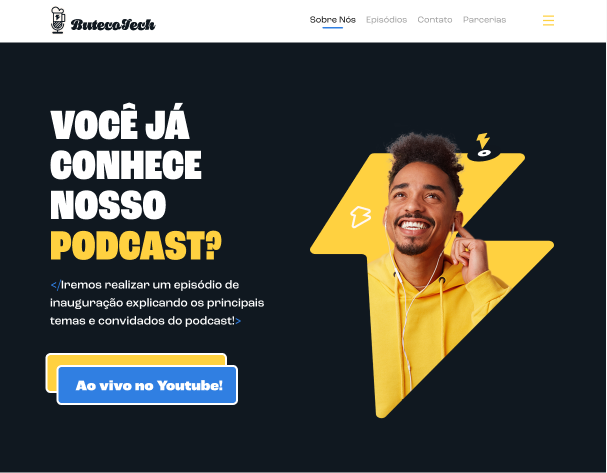 ButecoTech
Sobre Nós Episódios Contato Parcerias
VOCÊ JÁ
CONHECE
NOSSO
PODCAST?
</Iremos realizar um episódio de
inauguração explicando os principais
temas e convidados do podcast!>
Ao vivo no Youtube!